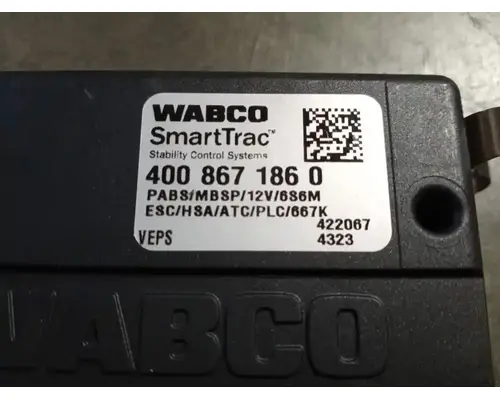 WABCO
SmartTrac™
Stability Control Systems
400 867 186 0
PABS/MBSP/12V/6S6M
ESC/HSA/ATC/PLC/667K
422067
VEPS 4323
WABCO